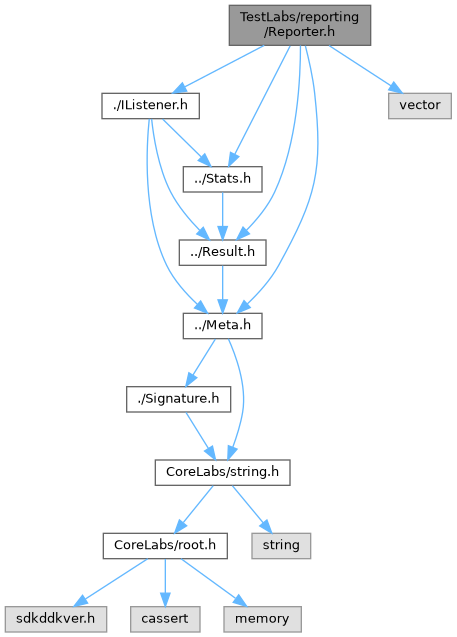 TestLabs/reporting
/Reporter.h
./IListener.h
vector
../Stats.h
../Result.h
../Meta.h
./Signature.h
CoreLabs/string.h
CoreLabs/root.h
string
sdkddkver.h
cassert
memory